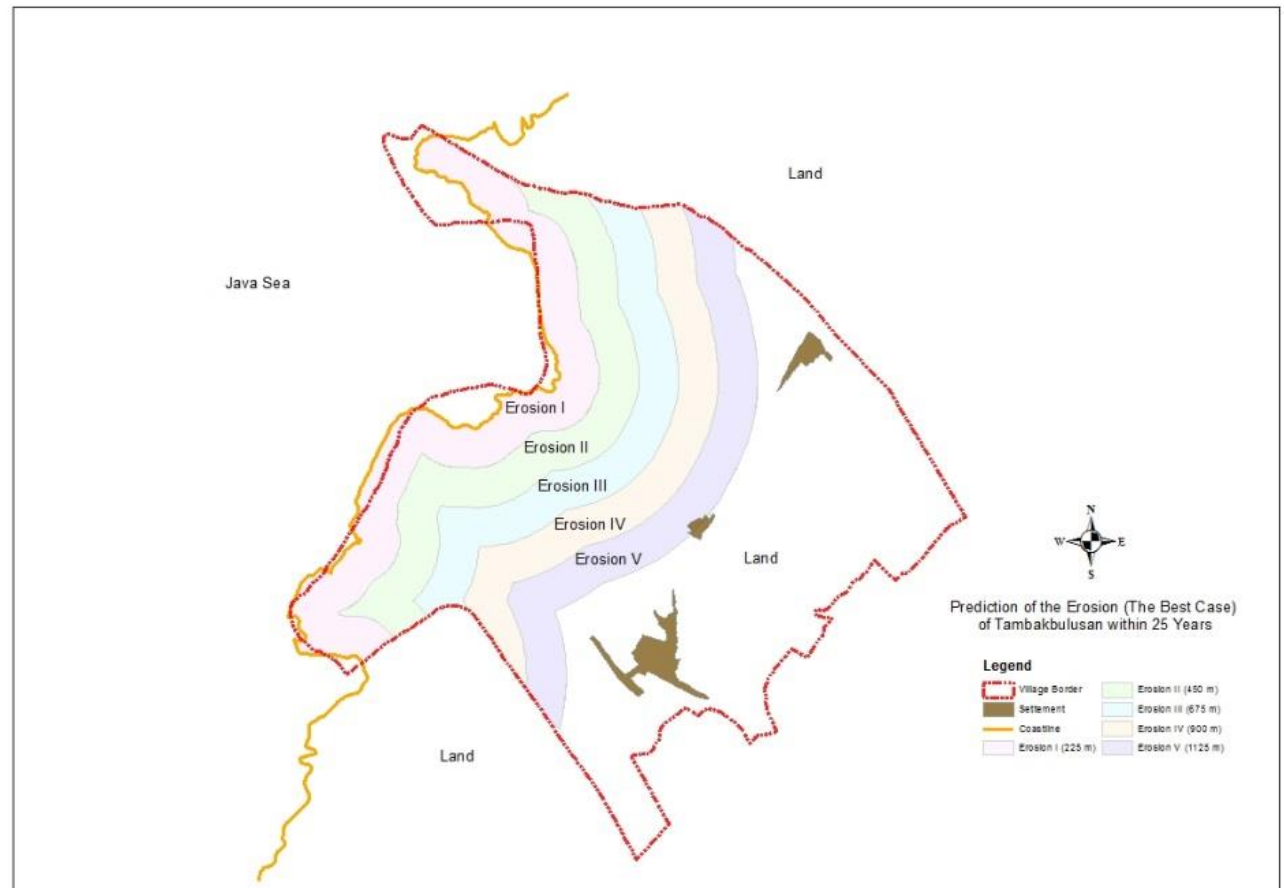 Land
Java Sea
Erosion I
Erosion II
Erosion III
Erosion IV
Erosion V
Land
Land
N
W E
S
Prediction of the Erosion (The Best Case)
of Tambakbulusan within 25 Years
Legend
Village Border
Settement
Coastline
Erosion I (225 m)
Erosion II (450 m)
Erosion III (675 m)
Erosion IV (900 m)
Erosion V (1125 m)